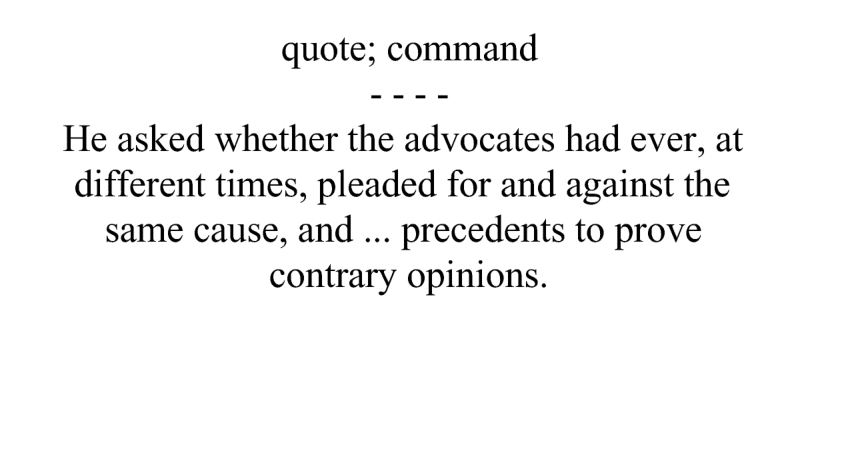 quote; command
- - - -
He asked whether the advocates had ever, at
different times, pleaded for and against the
same cause, and ... precedents to prove
contrary opinions.